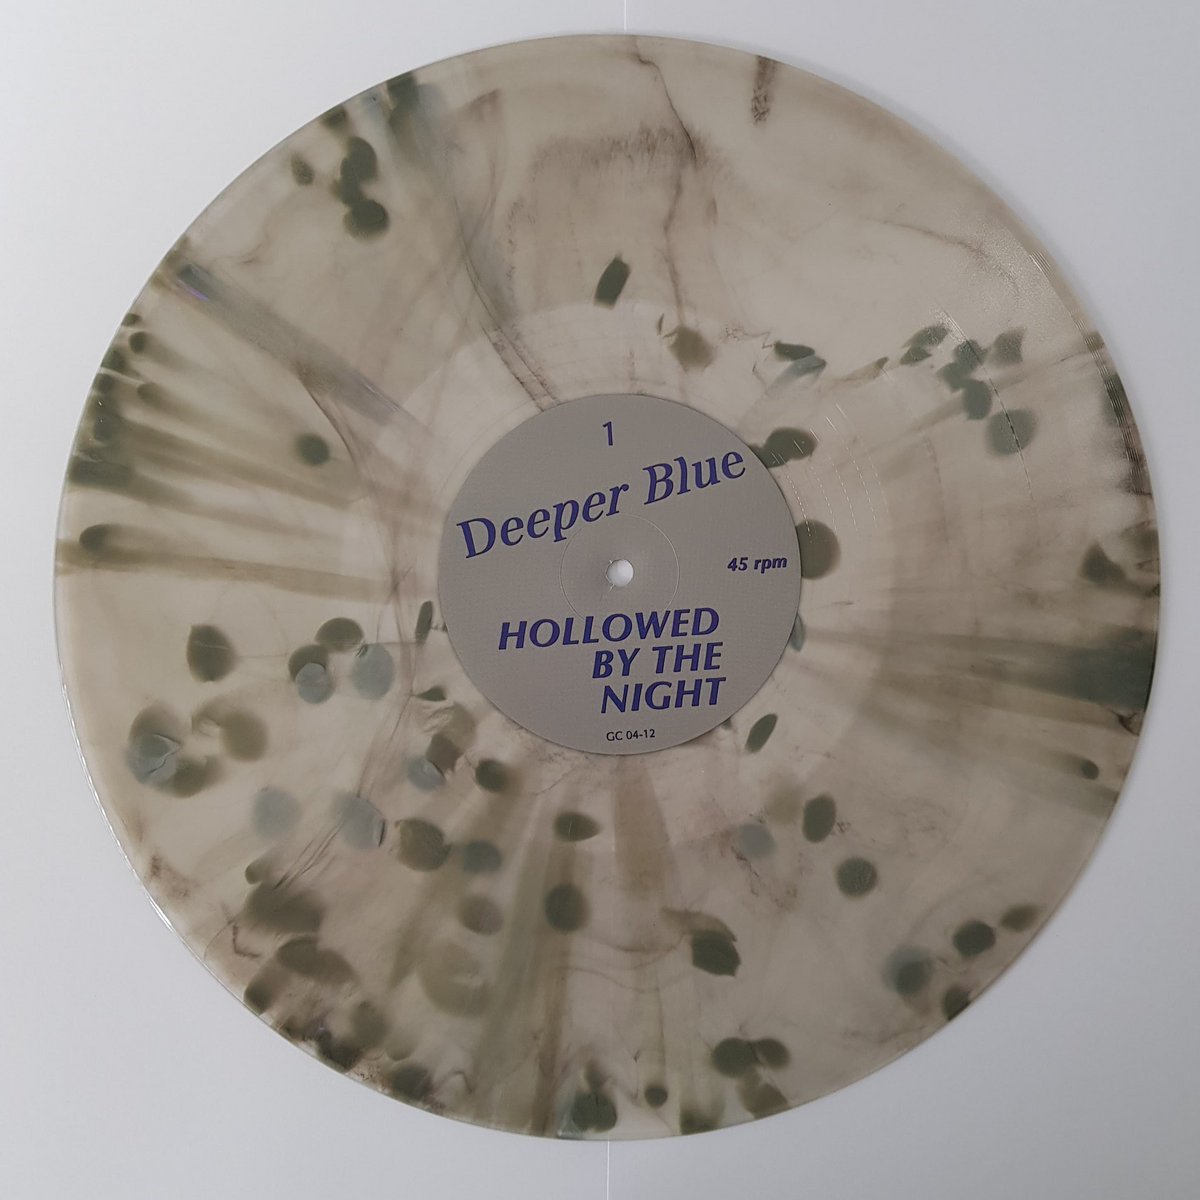 1
Deeper Blue
45 rpm
HOLLOWED
BY THE
NIGHT
GC 04-12